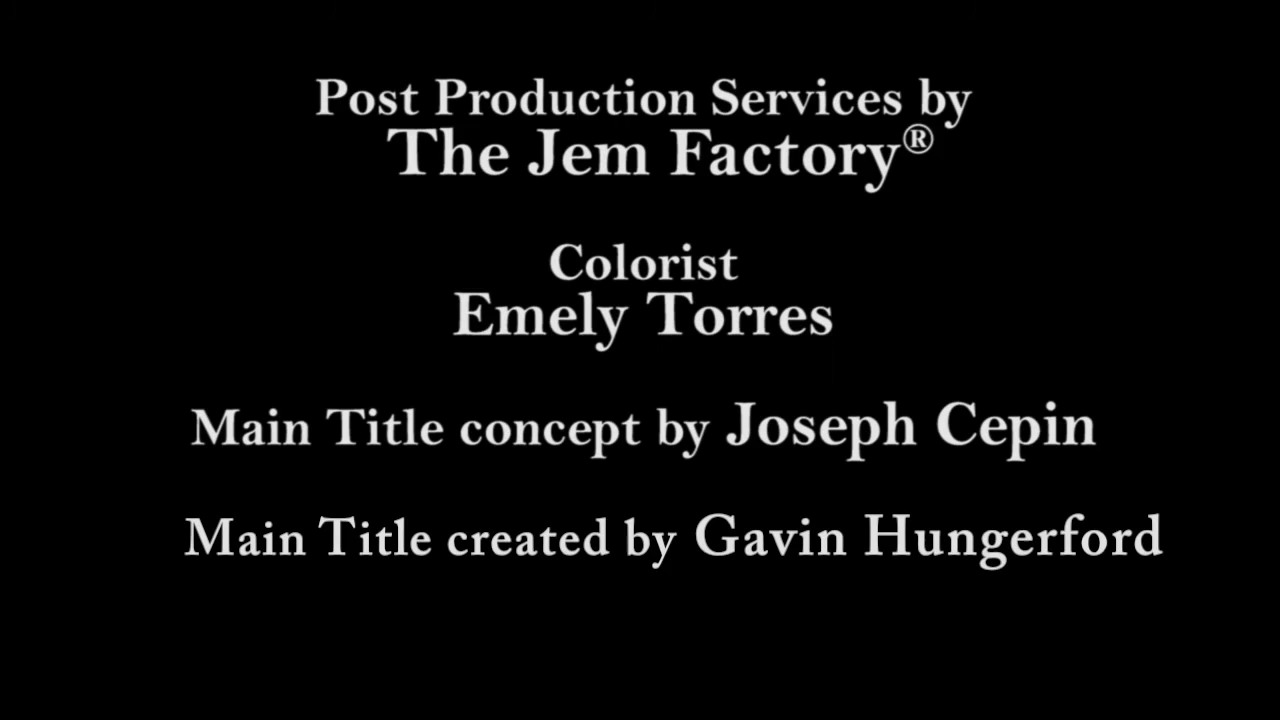 Post Production Services by
The Jem Factory®
Colorist
Emely Torres
Main Title concept by Joseph Cepin
Main Title created by Gavin Hungerford